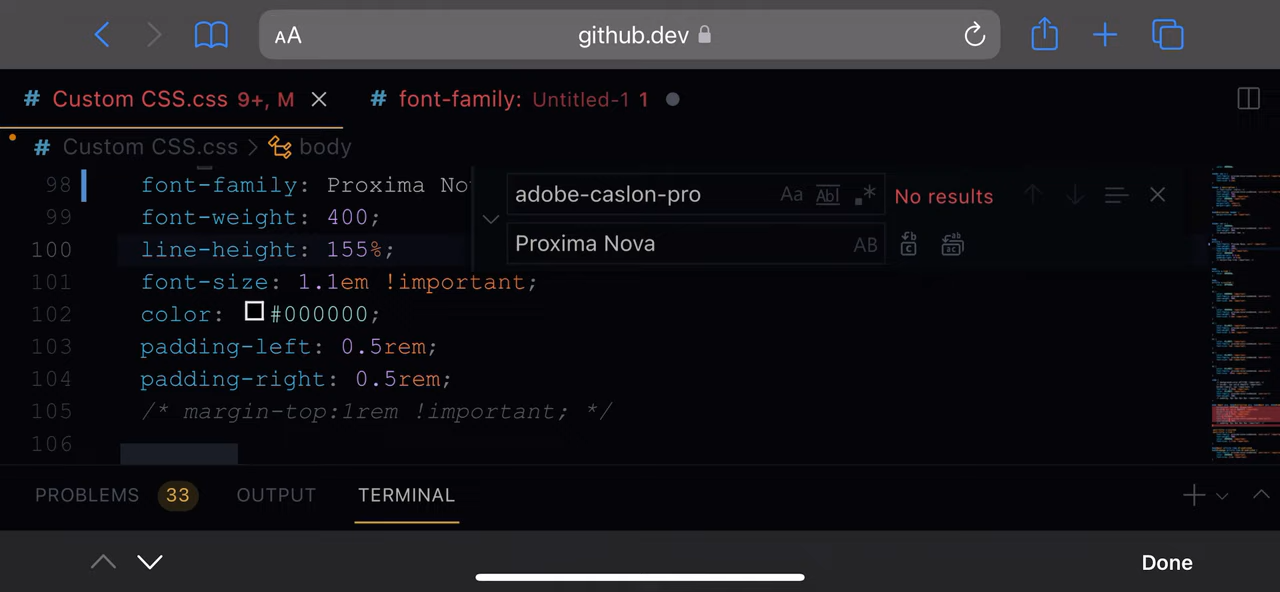 AA github.dev
# Custom CSS.css 9+, M # font-family: Untitled-1 1
# Custom CSS.css > body
98 font-family: Proxima No
99 font-weight: 400;
100 line-height: 155%;
101 font-size: 1.1em !important;
102 color: #000000;
103 padding-left: 0.5rem;
104 padding-right: 0.5rem;
105 /* margin-top:1rem !important; */
106
adobe-caslon-pro Aa Abl .* No results
Proxima Nova AB
PROBLEMS 33 OUTPUT TERMINAL
Done